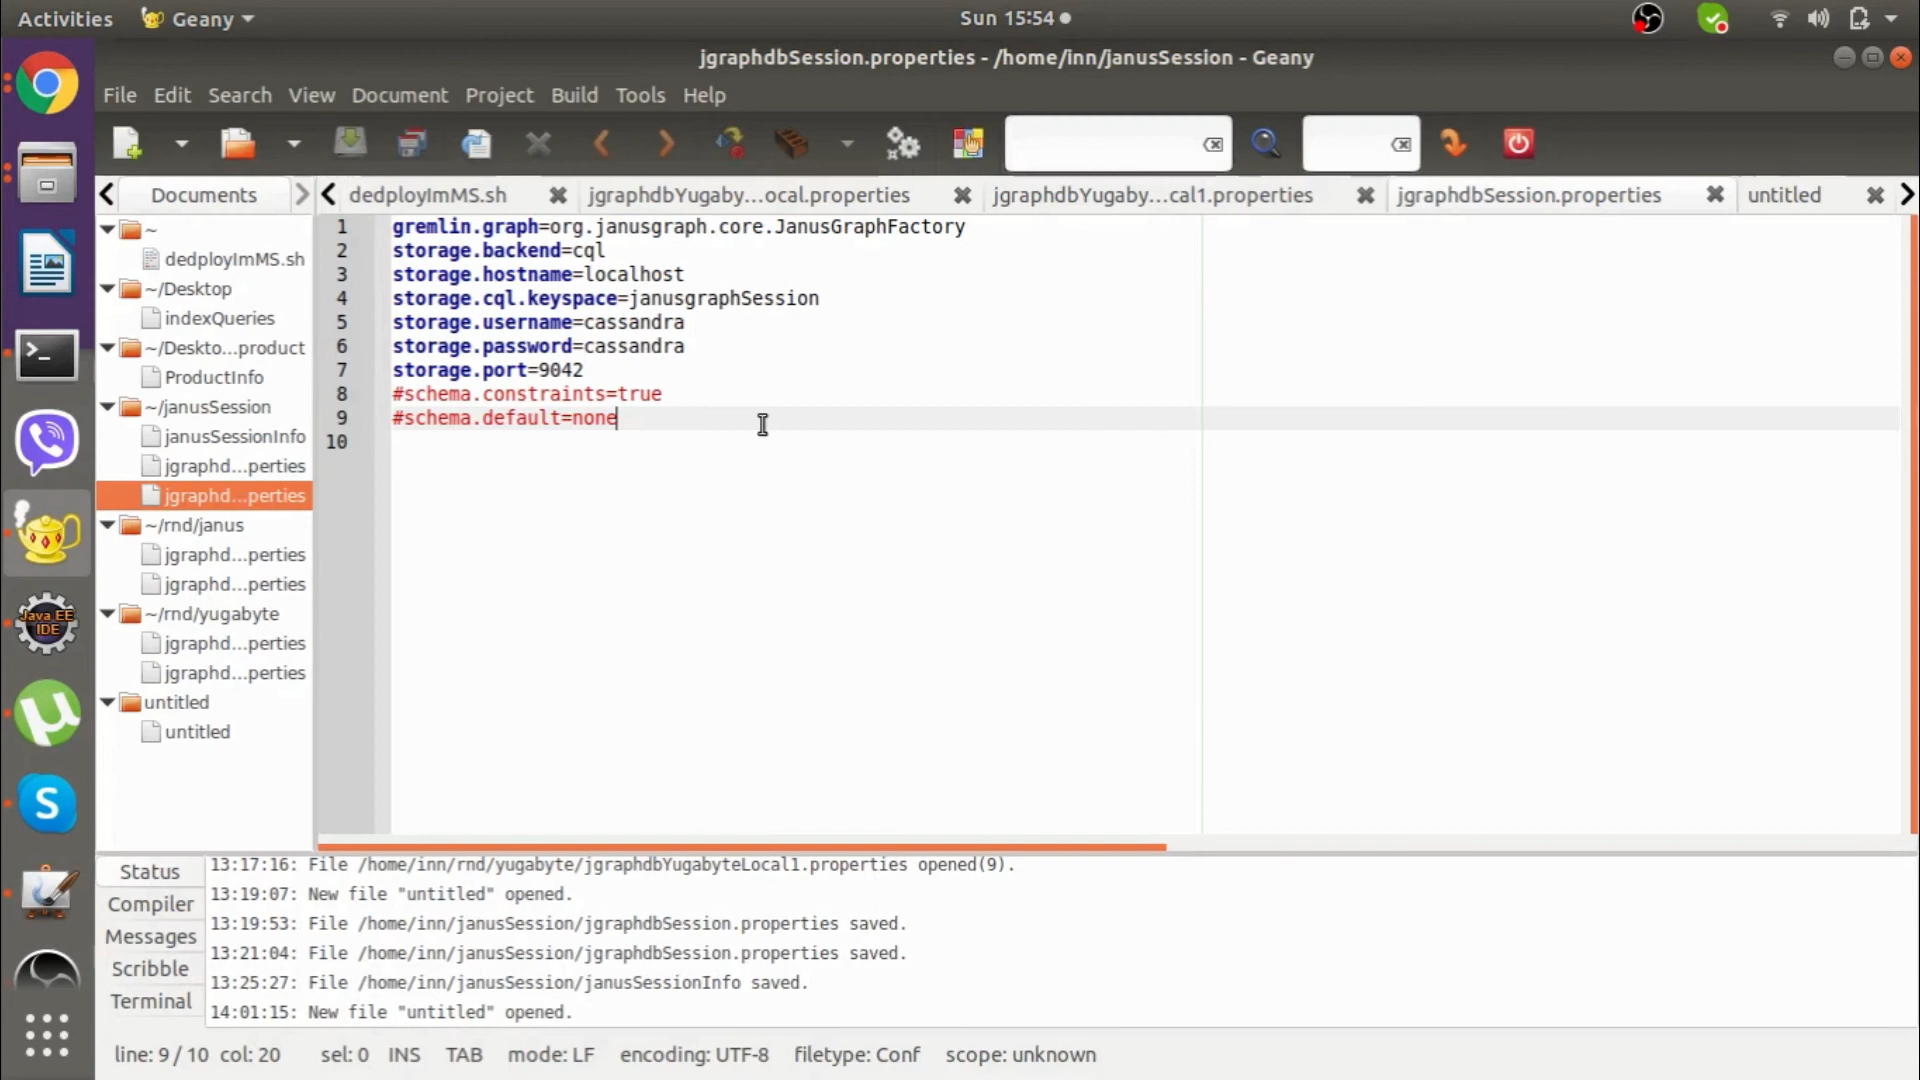 Activities
Geany
Sun 15:54
jgraphdbSession.properties - /home/inn/janusSession - Geany
File Edit Search View Document Project Build Tools Help
Documents
dedployImMS.sh
jgraphdbYugaby...ocal.properties
jgraphdbYugaby...cal1.properties
jgraphdbSession.properties
untitled
~
dedployImMS.sh
~/Desktop
indexQueries
~/Deskto...product
ProductInfo
~/janusSession
janusSessionInfo
jgraphd...perties
jgraphd...perties
~/rnd/janus
jgraphd...perties
jgraphd...perties
~/rnd/yugabyte
jgraphd...perties
jgraphd...perties
untitled
untitled
1 gremlin.graph=org.janusgraph.core.JanusGraphFactory
2 storage.backend=cql
3 storage.hostname=localhost
4 storage.cql.keyspace=janusgraphSession
5 storage.username=cassandra
6 storage.password=cassandra
7 storage.port=9042
8 #schema.constraints=true
9 #schema.default=none
10
Java EE
IDE
S
Status
Compiler
Messages
Scribble
Terminal
13:17:16: File /home/inn/rnd/yugabyte/jgraphdbYugabyteLocal1.properties opened(9).
13:19:07: New file "untitled" opened.
13:19:53: File /home/inn/janusSession/jgraphdbSession.properties saved.
13:21:04: File /home/inn/janusSession/jgraphdbSession.properties saved.
13:25:27: File /home/inn/janusSession/janusSessionInfo saved.
14:01:15: New file "untitled" opened.
line: 9 / 10 col: 20 sel: 0 INS TAB mode: LF encoding: UTF-8 filetype: Conf scope: unknown